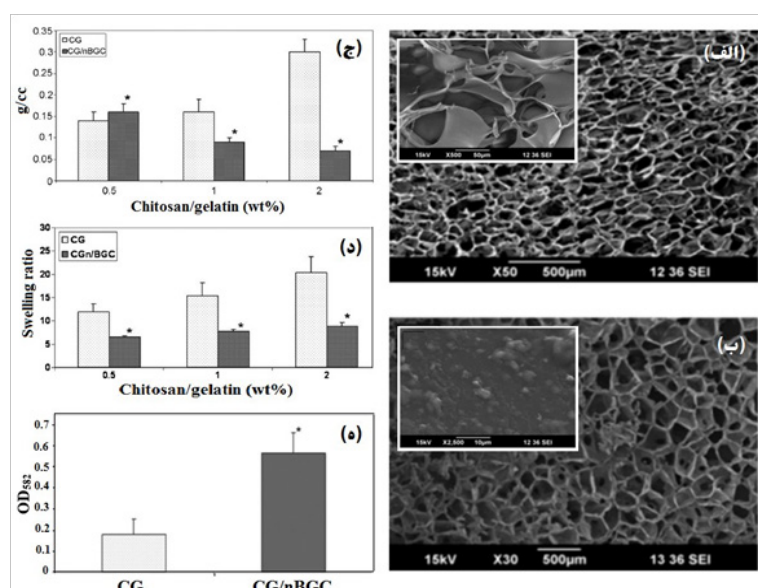 (الف)
15kV X500 50µm 12 36 SEI
15kV X50 500µm 12 36 SEI
(ب)
15kV X2,500 10µm 12 36 SEI
15kV X30 500µm 13 36 SEI
(ج)
CG
CG/nBGC
g/cc
0.35
0.3
0.25
0.2
0.15
0.1
0.05
0
* * *
0.5 1 2
Chitosan/gelatin (wt%)
(د)
CG
CGn/BGC
Swelling ratio
30
25
20
15
10
5
0
* * *
0.5 1 2
Chitosan/gelatin (wt%)
(ه)
OD582
0.7
0.6
0.5
0.4
0.3
0.2
0.1
0
*
CG CG/nBGC